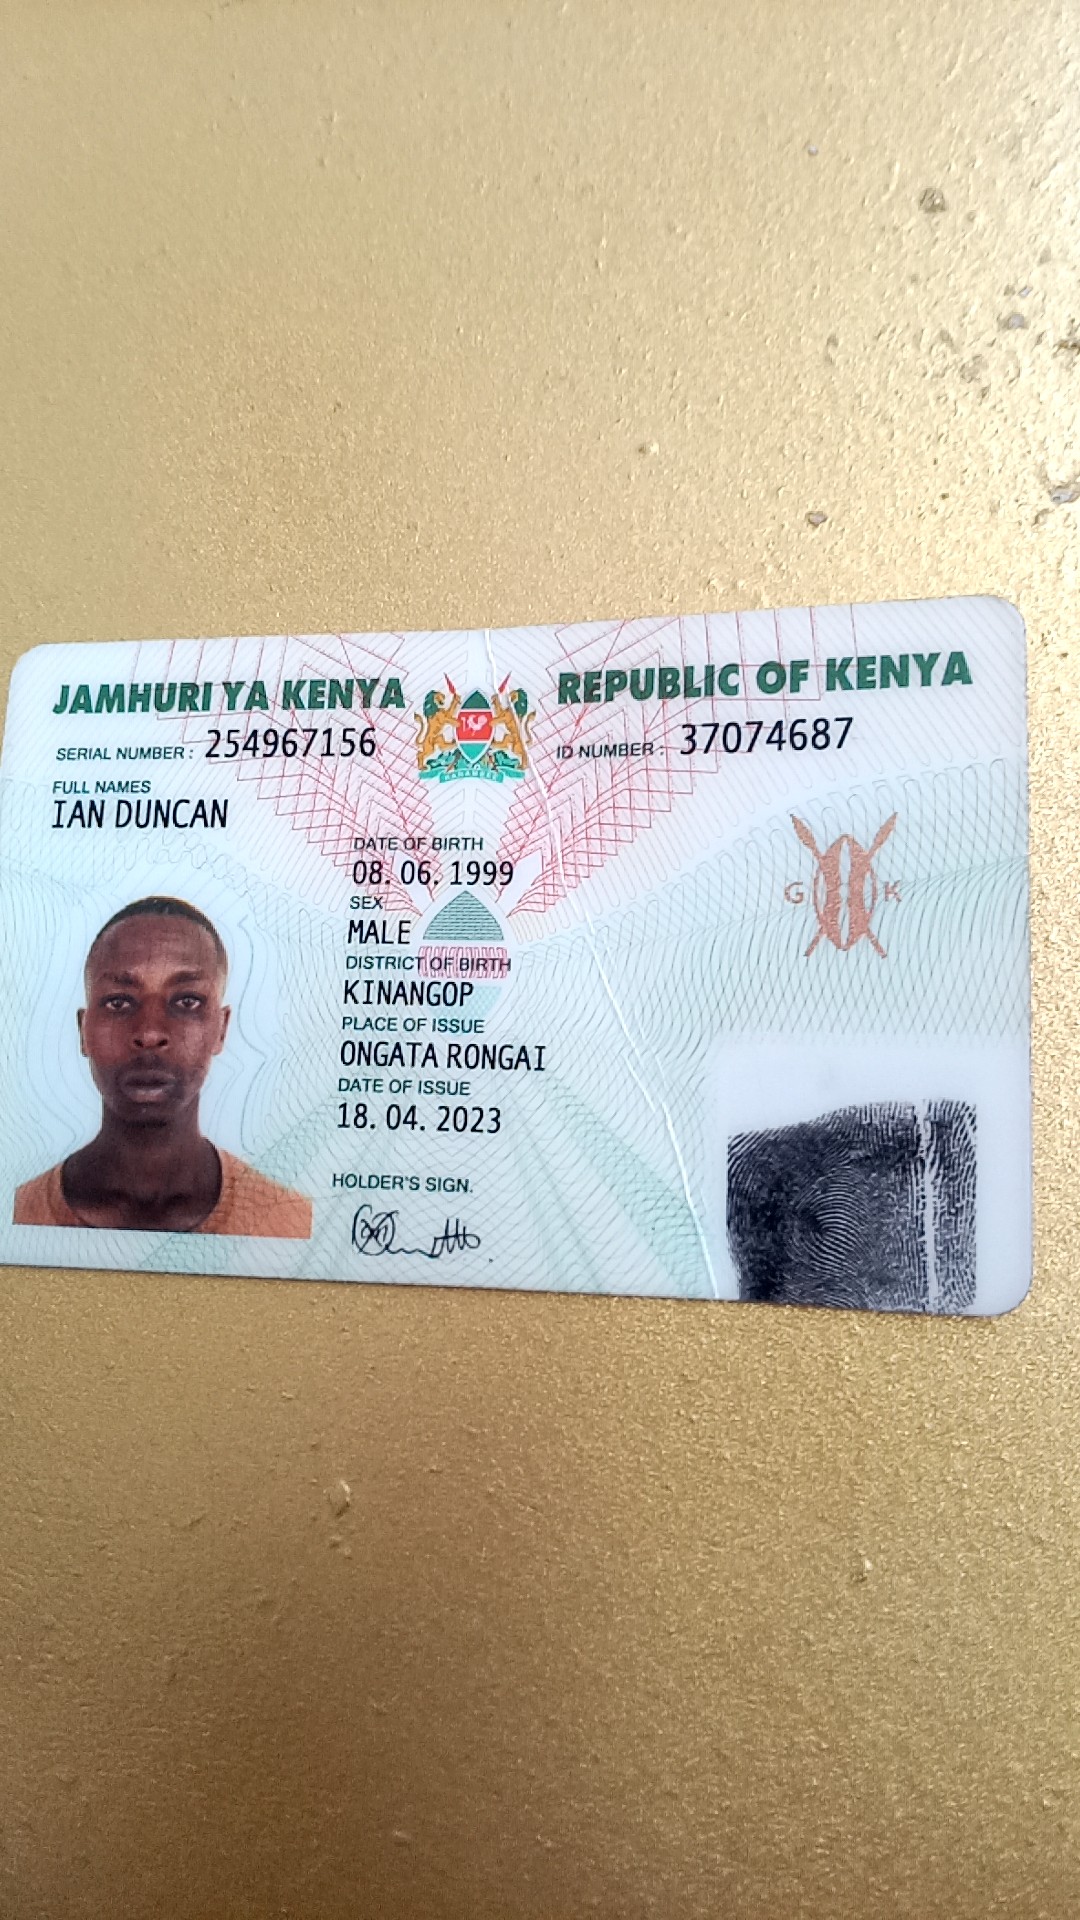 JAMHURI YA KENYA REPUBLIC OF KENYA
SERIAL NUMBER : 254967156 ID NUMBER : 37074687
FULL NAMES
IAN DUNCAN
DATE OF BIRTH
08. 06. 1999
SEX
MALE
DISTRICT OF BIRTH
KINANGOP
PLACE OF ISSUE
ONGATA RONGAI
DATE OF ISSUE
18. 04. 2023
HOLDER'S SIGN.
G K